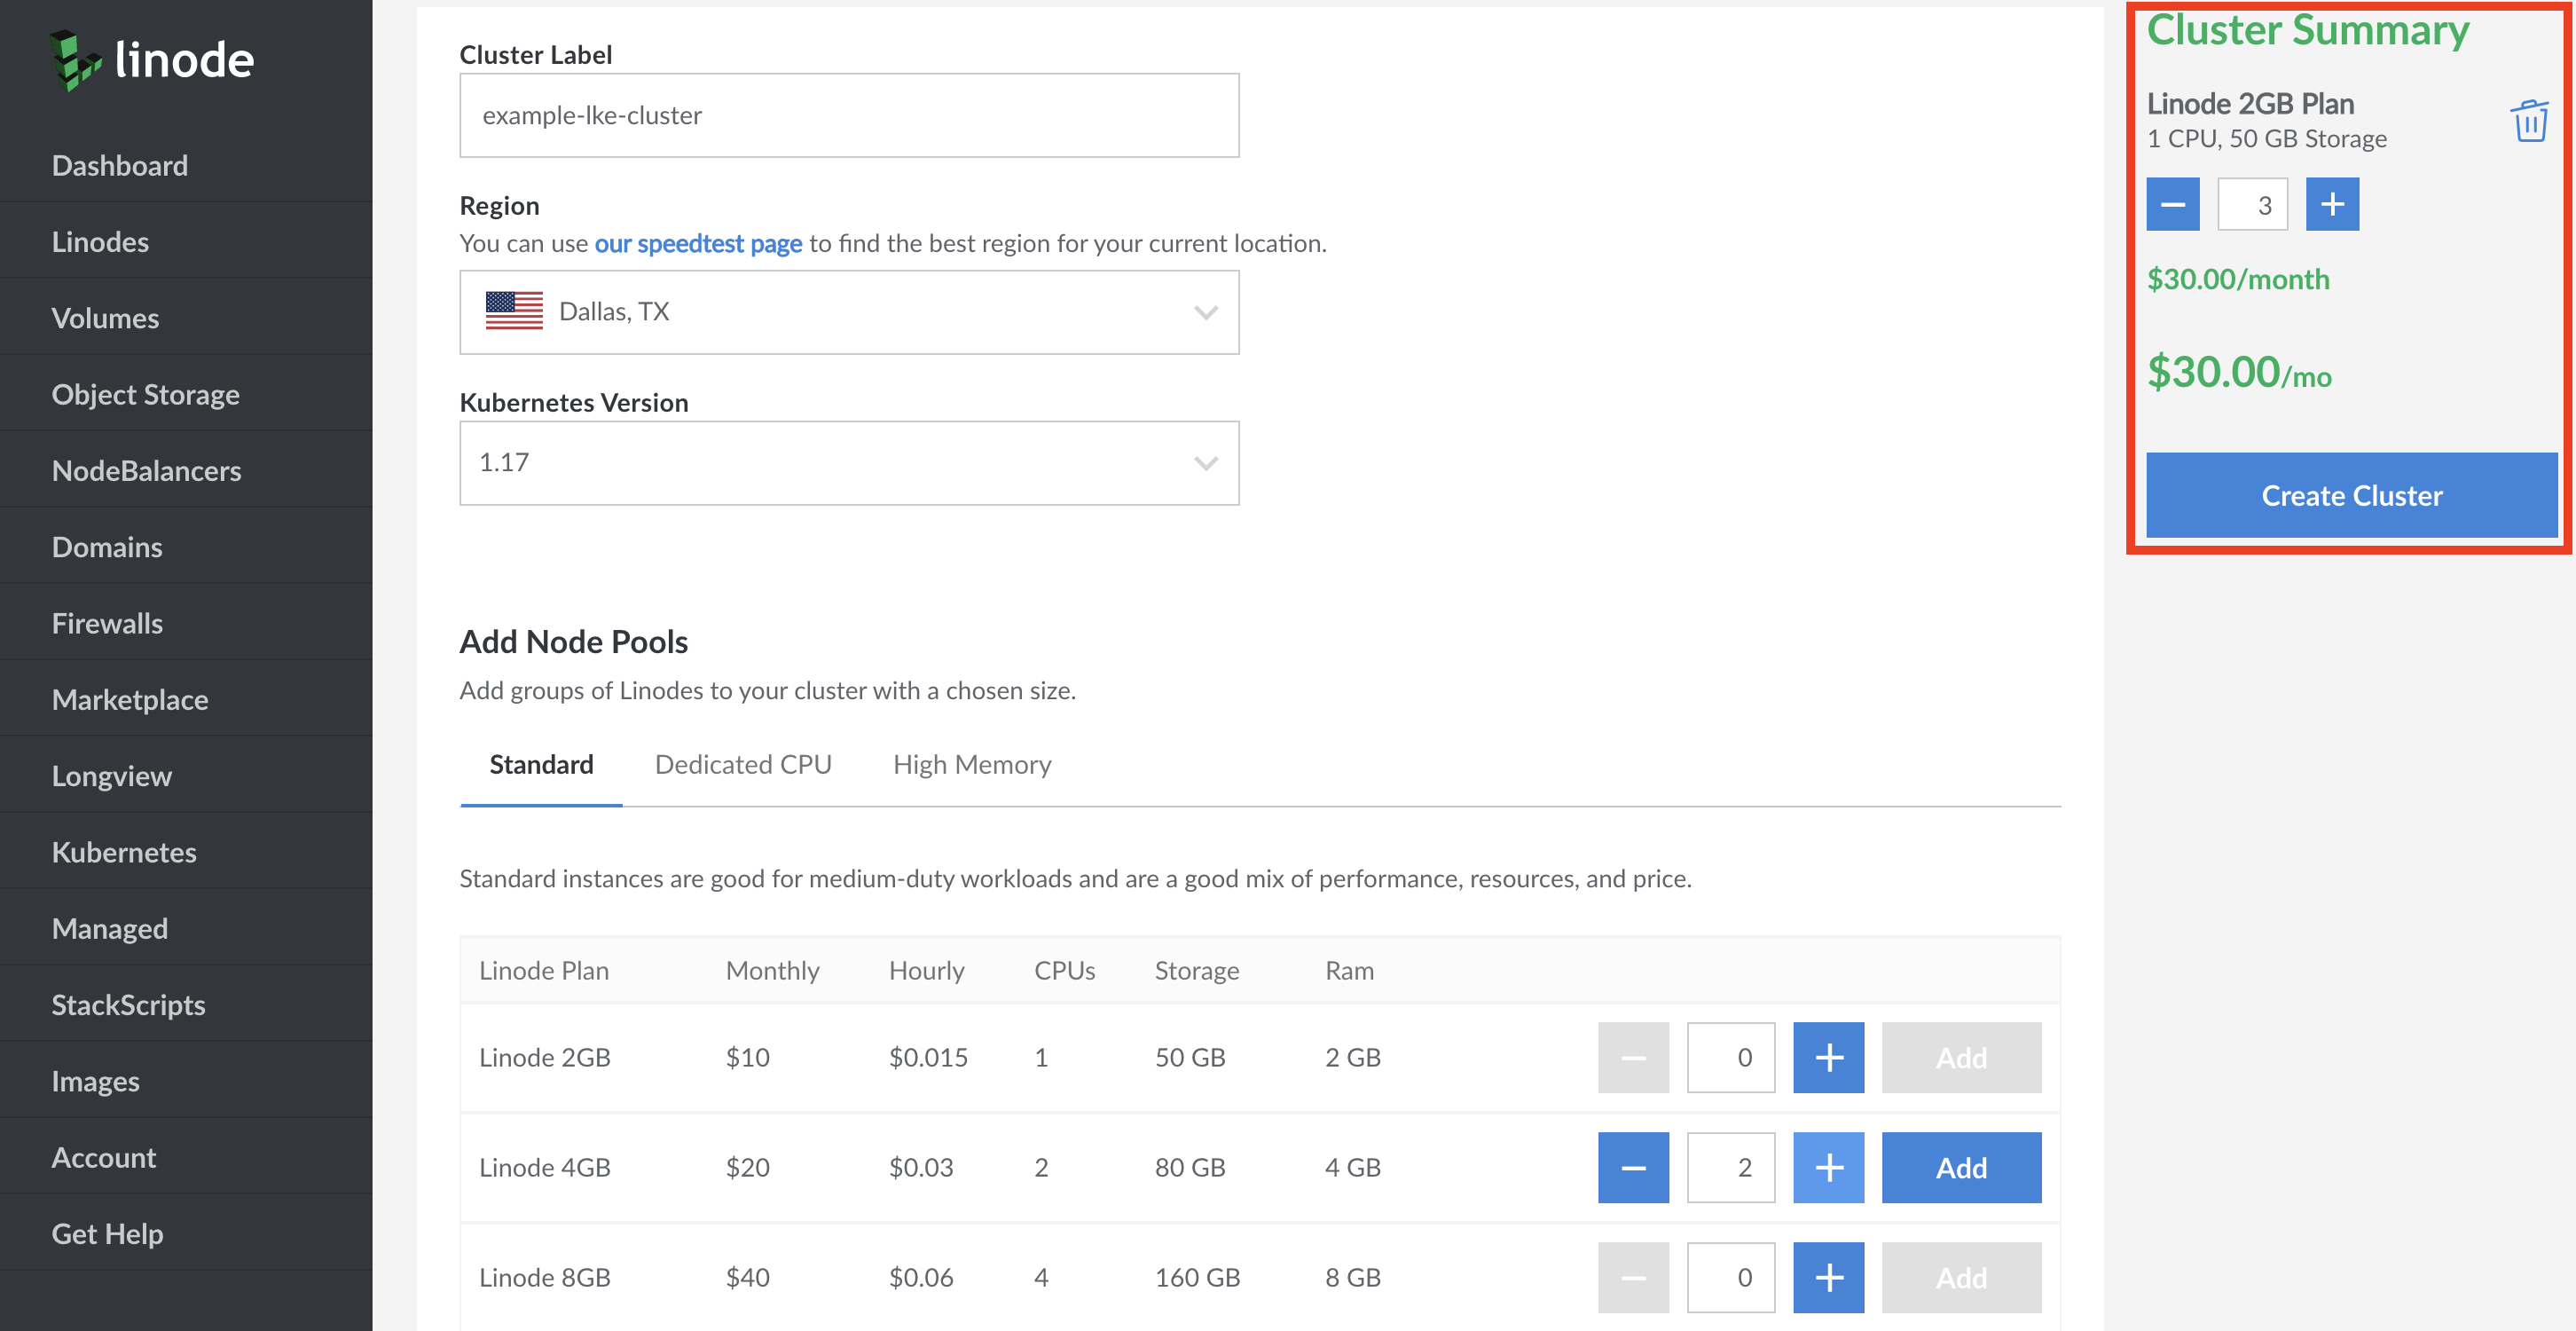 linode
Dashboard
Linodes
Volumes
Object Storage
NodeBalancers
Domains
Firewalls
Marketplace
Longview
Kubernetes
Managed
StackScripts
Images
Account
Get Help
Cluster Label
example-lke-cluster
Region
You can use our speedtest page to find the best region for your current location.
Dallas, TX
Kubernetes Version
1.17
Add Node Pools
Add groups of Linodes to your cluster with a chosen size.
Standard Dedicated CPU High Memory
Standard instances are good for medium-duty workloads and are a good mix of performance, resources, and price.
Linode Plan Monthly Hourly CPUs Storage Ram
Linode 2GB $10 $0.015 1 50 GB 2 GB − 0 + Add
Linode 4GB $20 $0.03 2 80 GB 4 GB − 2 + Add
Linode 8GB $40 $0.06 4 160 GB 8 GB − 0 + Add
Cluster Summary
Linode 2GB Plan
1 CPU, 50 GB Storage
− 3 +
$30.00/month
$30.00/mo
Create Cluster